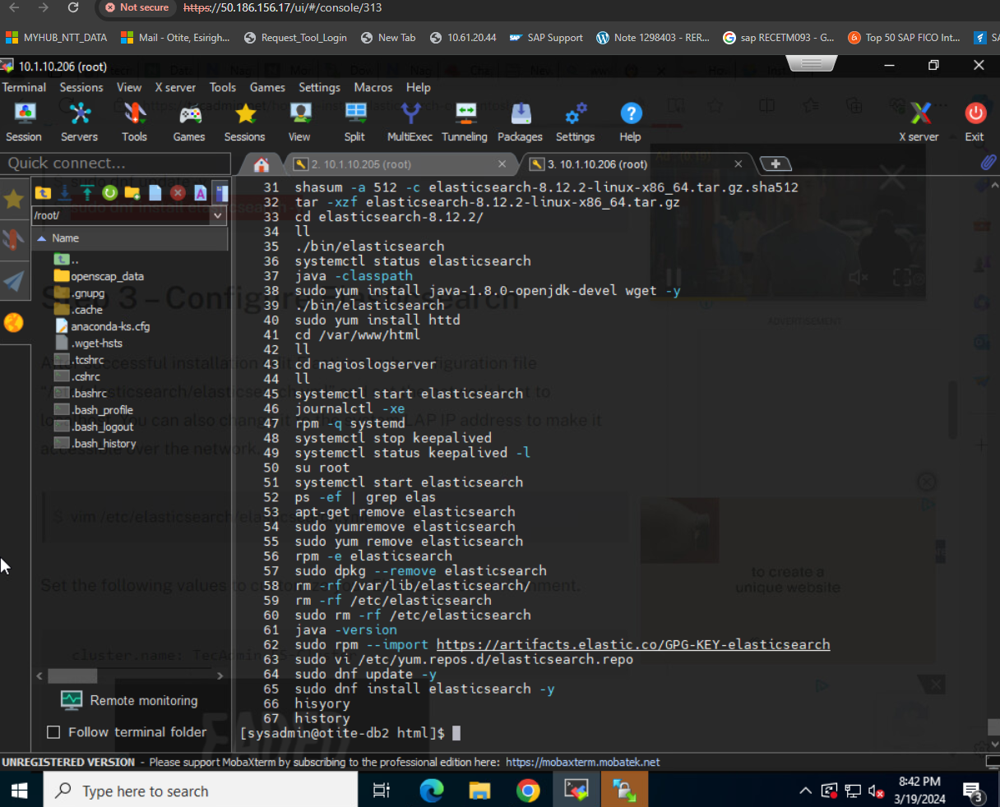 Not secure
https://50.186.156.17/ui/#/console/313
MYHUB_NTT_DATA
Mail - Otite, Esirigh...
Request_Tool_Login
New Tab
10.61.20.44
SAP Support
Note 1298403 - RER...
sap RECETM093 - G...
Top 50 SAP FICO Int...
SA
10.1.10.206 (root)
Terminal Sessions View X server Tools Games Settings Macros Help
Session Servers Tools Games Sessions View Split MultiExec Tunneling Packages Settings Help X server Exit
Quick connect...
2. 10.1.10.205 (root)
3. 10.1.10.206 (root)
/root/
Name
..
openscap_data
.gnupg
.cache
anaconda-ks.cfg
.wget-hsts
.tcshrc
.cshrc
.bashrc
.bash_profile
.bash_logout
.bash_history
Remote monitoring
Follow terminal folder
31 shasum -a 512 -c elasticsearch-8.12.2-linux-x86_64.tar.gz.sha512
32 tar -xzf elasticsearch-8.12.2-linux-x86_64.tar.gz
33 cd elasticsearch-8.12.2/
34 ll
35 ./bin/elasticsearch
36 systemctl status elasticsearch
37 java -classpath
38 sudo yum install java-1.8.0-openjdk-devel wget -y
39 ./bin/elasticsearch
40 sudo yum install httd
41 cd /var/www/html
42 ll
43 cd nagioslogserver
44 ll
45 systemctl start elasticsearch
46 journalctl -xe
47 rpm -q systemd
48 systemctl stop keepalived
49 systemctl status keepalived -l
50 su root
51 systemctl start elasticsearch
52 ps -ef | grep elas
53 apt-get remove elasticsearch
54 sudo yumremove elasticsearch
55 sudo yum remove elasticsearch
56 rpm -e elasticsearch
57 sudo dpkg --remove elasticsearch
58 rm -rf /var/lib/elasticsearch/
59 rm -rf /etc/elasticsearch
60 sudo rm -rf /etc/elasticsearch
61 java -version
62 sudo rpm --import https://artifacts.elastic.co/GPG-KEY-elasticsearch
63 sudo vi /etc/yum.repos.d/elasticsearch.repo
64 sudo dnf update -y
65 sudo dnf install elasticsearch -y
66 hisyory
67 history
[sysadmin@otite-db2 html]$
ADVERTISEMENT
to create a
unique website
UNREGISTERED VERSION - Please support MobaXterm by subscribing to the professional edition here: https://mobaxterm.mobatek.net
Type here to search
8:42 PM
3/19/2024
3